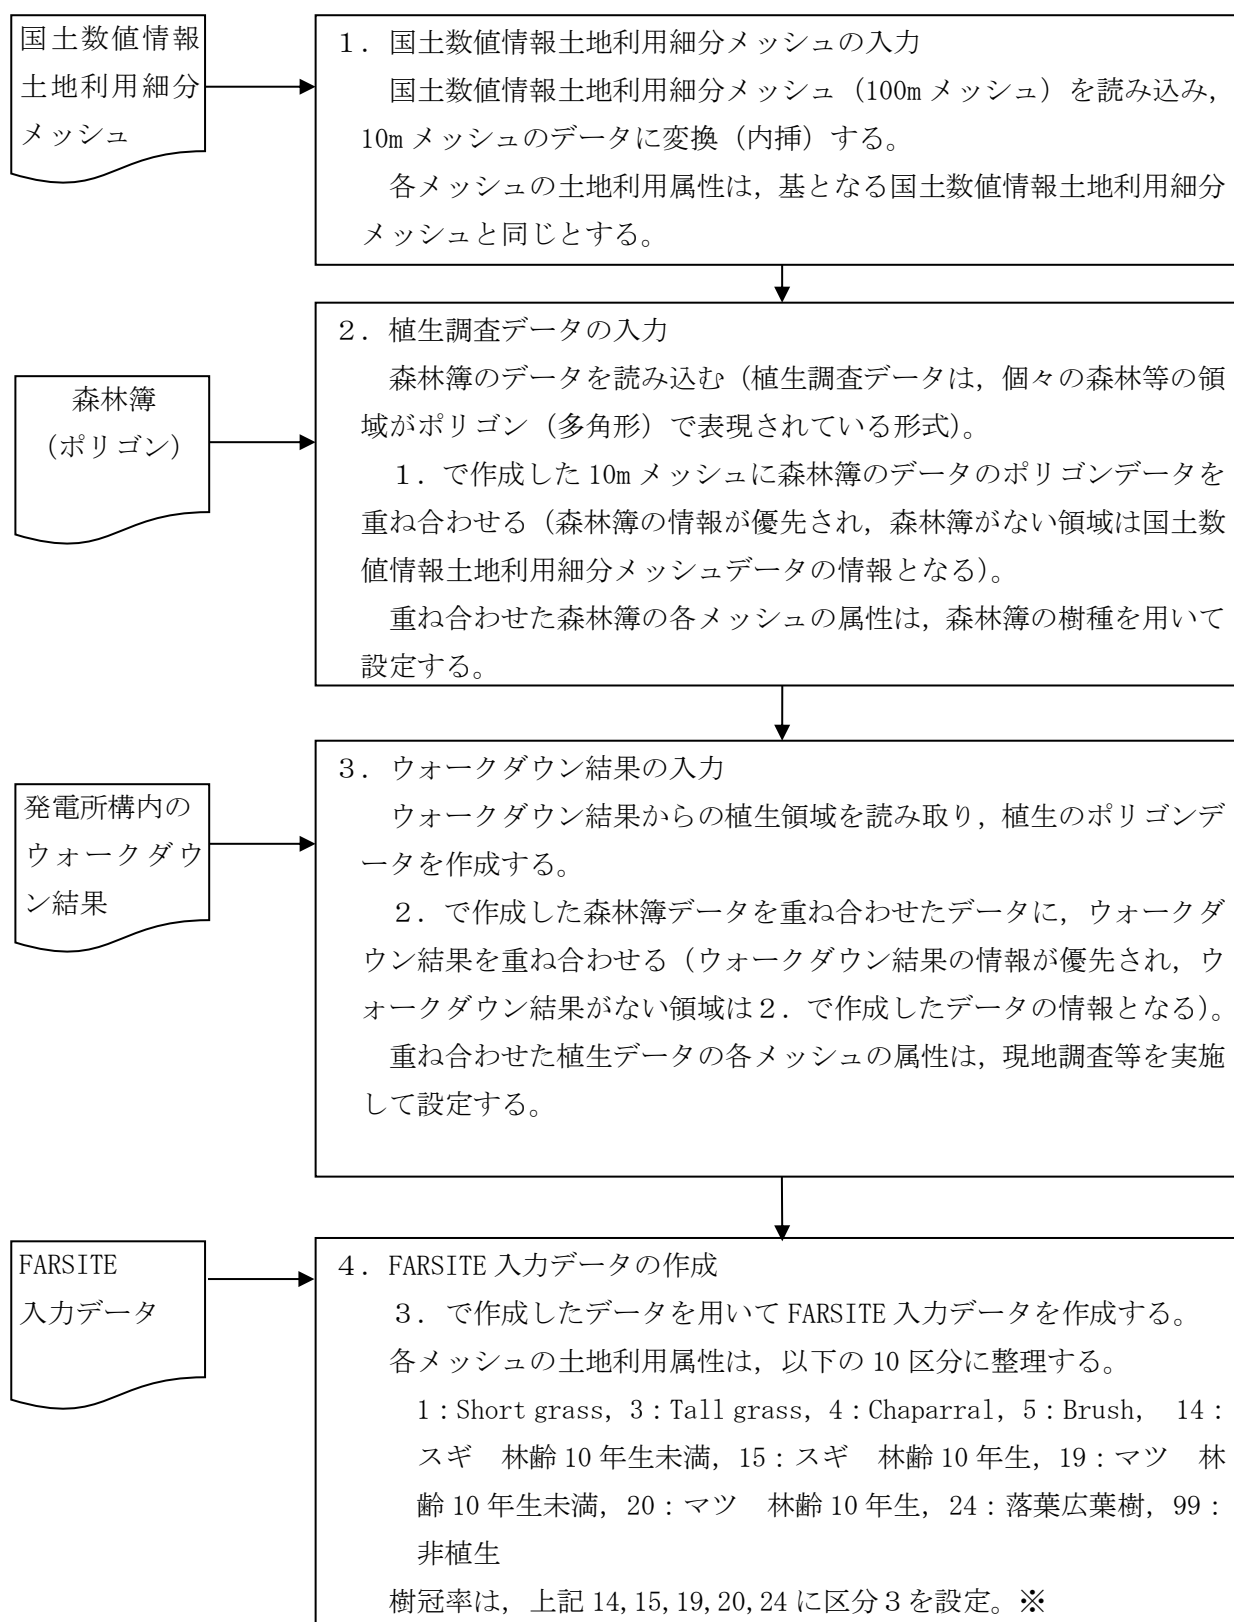 国土数値情報
土地利用細分
メッシュ
1．国土数値情報土地利用細分メッシュの入力
国土数値情報土地利用細分メッシュ（100m メッシュ）を読み込み，
10m メッシュのデータに変換（内挿）する。
各メッシュの土地利用属性は，基となる国土数値情報土地利用細分
メッシュと同じとする。
森林簿
（ポリゴン）
２．植生調査データの入力
森林簿のデータを読み込む（植生調査データは，個々の森林等の領
域がポリゴン（多角形）で表現されている形式）。
１．で作成した 10m メッシュに森林簿のデータのポリゴンデータを
重ね合わせる（森林簿の情報が優先され，森林簿がない領域は国土数
値情報土地利用細分メッシュデータの情報となる）。
重ね合わせた森林簿の各メッシュの属性は，森林簿の樹種を用いて
設定する。
発電所構内の
ウォークダウ
ン結果
３．ウォークダウン結果の入力
ウォークダウン結果からの植生領域を読み取り，植生のポリゴンデ
ータを作成する。
２．で作成した森林簿データを重ね合わせたデータに，ウォークダ
ウン結果を重ね合わせる（ウォークダウン結果の情報が優先され，ウ
ォークダウン結果がない領域は２．で作成したデータの情報となる）。
重ね合わせた植生データの各メッシュの属性は，現地調査等を実施
して設定する。
FARSITE
入力データ
４．FARSITE 入力データの作成
３．で作成したデータを用いて FARSITE 入力データを作成する。
各メッシュの土地利用属性は，以下の 10 区分に整理する。
1：Short grass，3：Tall grass，4：Chaparral，5：Brush， 14：
スギ　林齢 10 年生未満，15：スギ　林齢 10 年生，19：マツ　林
齢 10 年生未満，20：マツ　林齢 10 年生，24：落葉広葉樹，99：
非植生
樹冠率は，上記 14,15,19,20,24 に区分３を設定。※